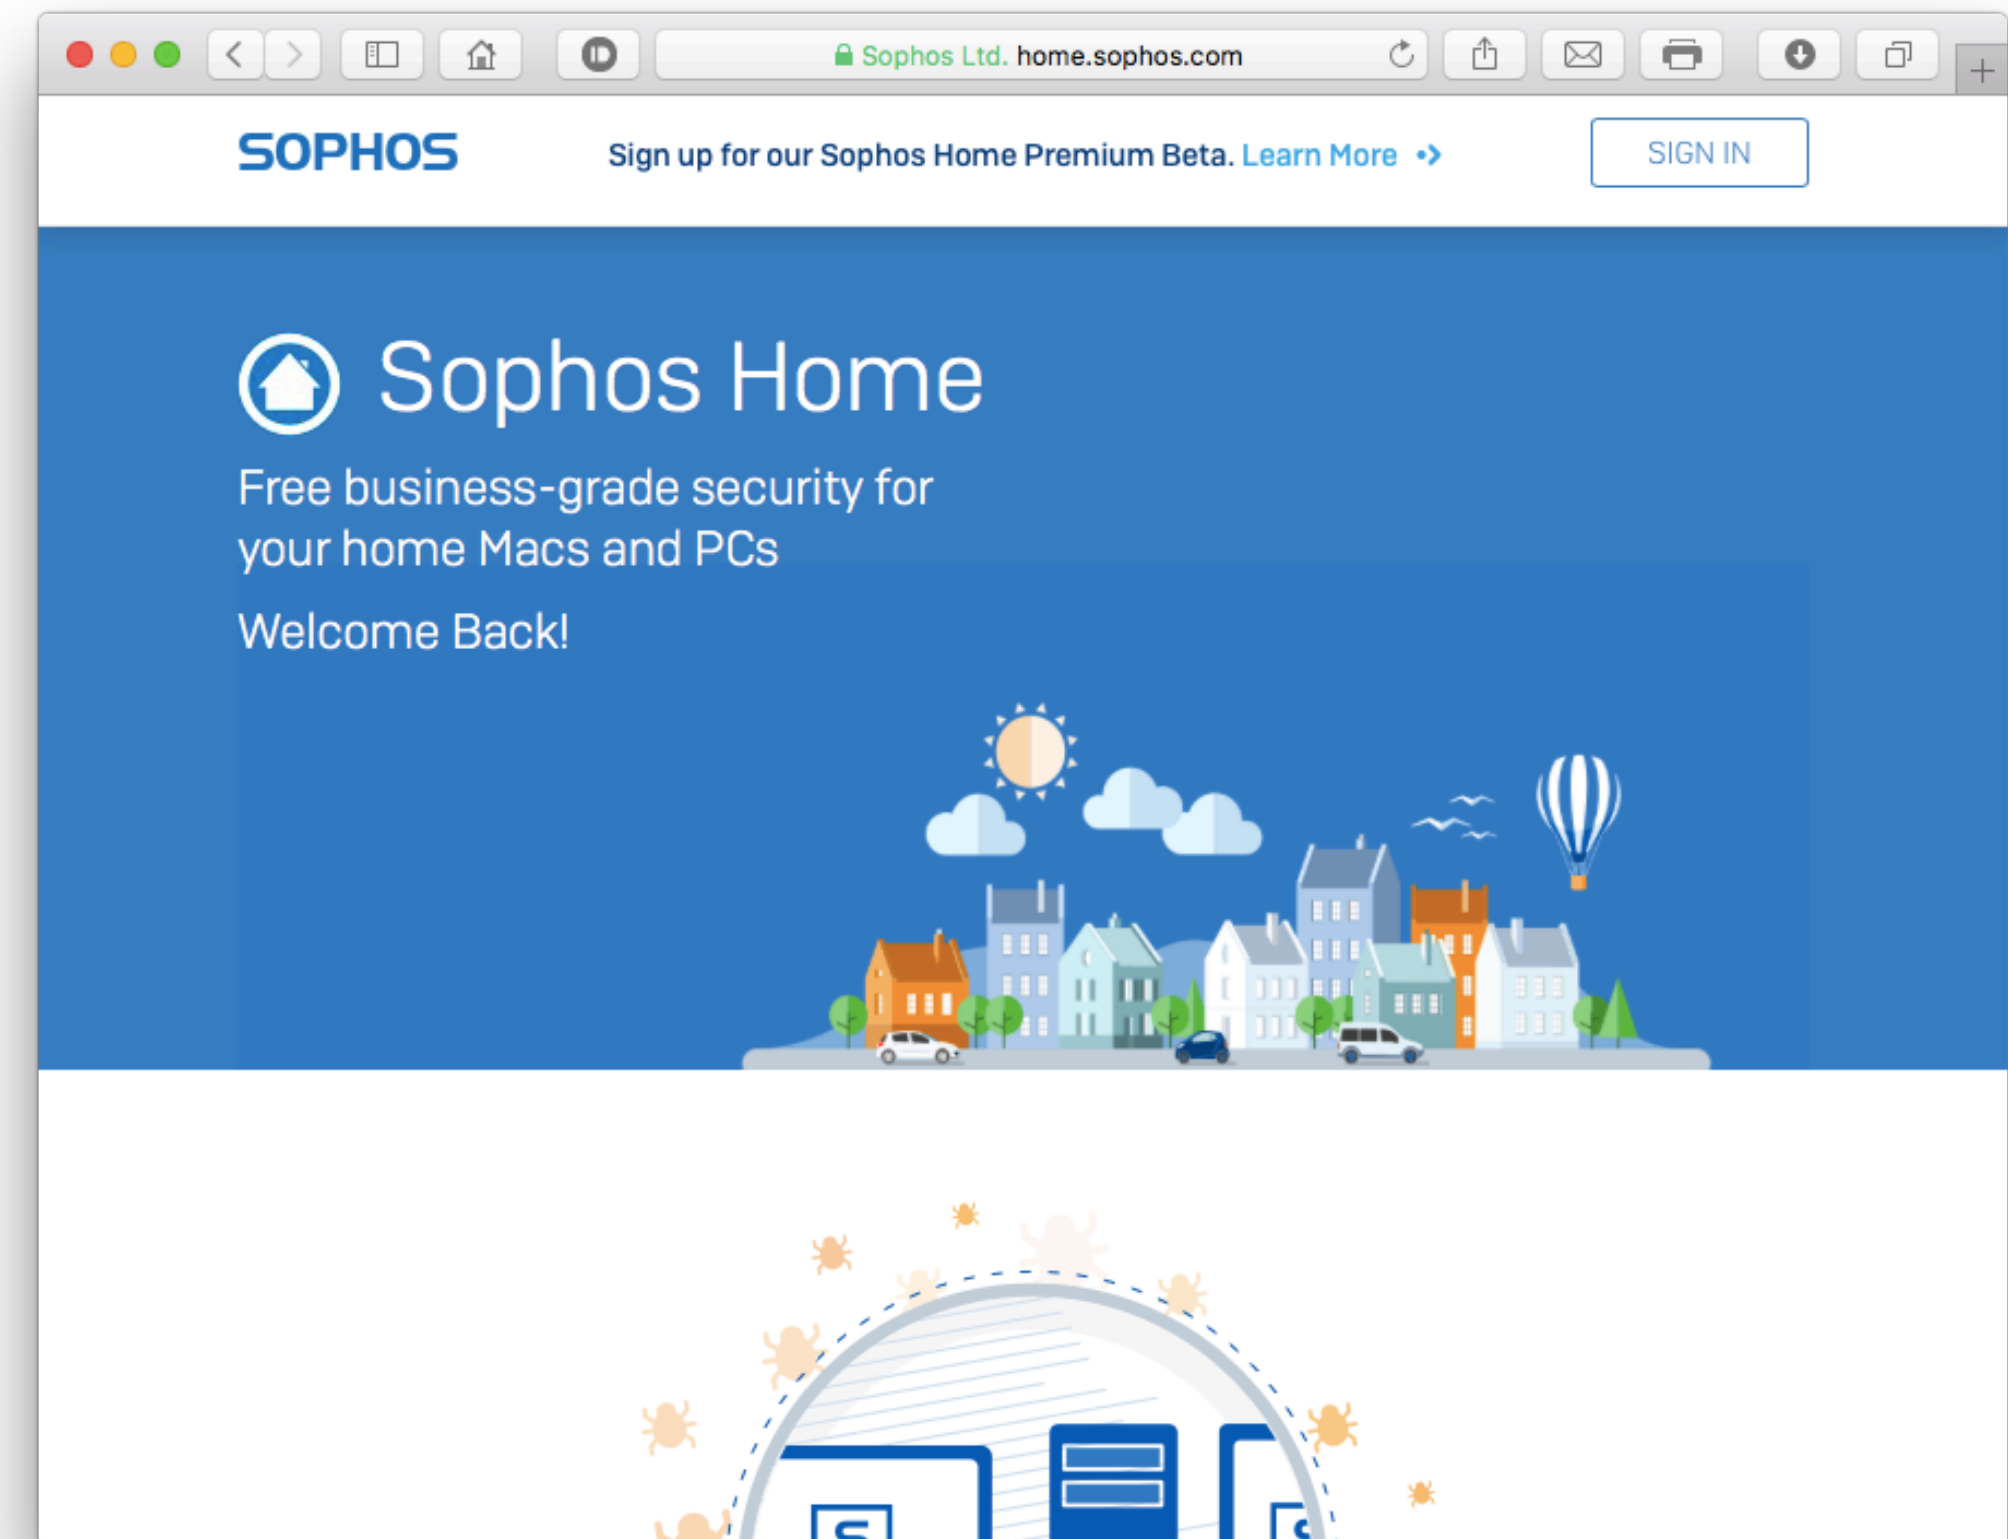 Sophos Ltd. home.sophos.com
SOPHOS
Sign up for our Sophos Home Premium Beta. Learn More
SIGN IN
Sophos Home
Free business-grade security for
your home Macs and PCs
Welcome Back!
S
S